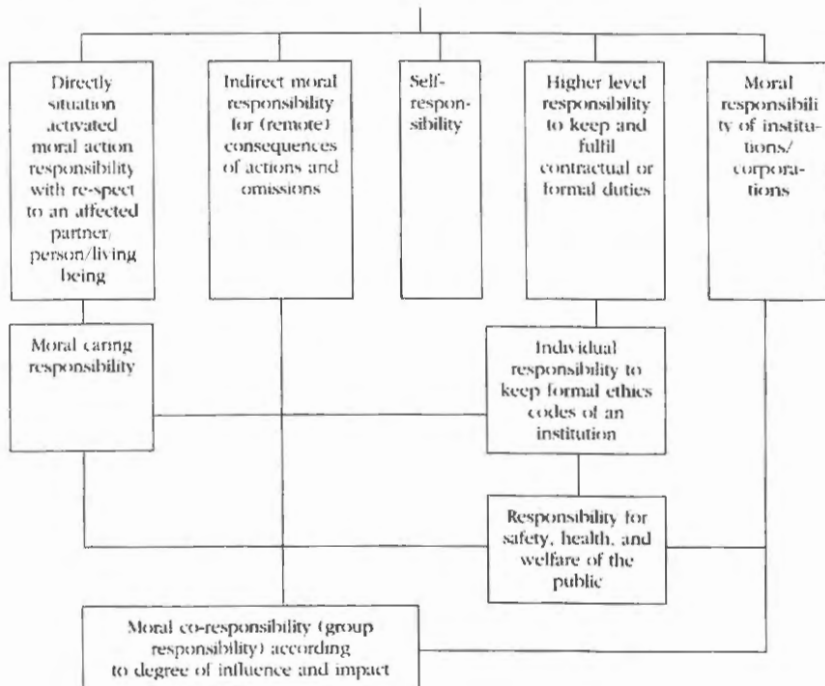 Directly
situation
activated
moral action
responsibility
with re-spect
to an affected
partner/
person/living
being
Indirect moral
responsibility
for (remote)
consequences
of actions and
omissions
Self-
respon-
sibility
Higher level
responsibility
to keep and
fulfil
contractual or
formal duties
Moral
responsibili
ty of institu-
tions/
corpora-
tions
Moral caring
responsibility
Individual
responsibility to
keep formal ethics
codes of an
institution
Responsibility for
safety, health, and
welfare of the
public
Moral co-responsibility (group
responsibility) according
to degree of influence and impact